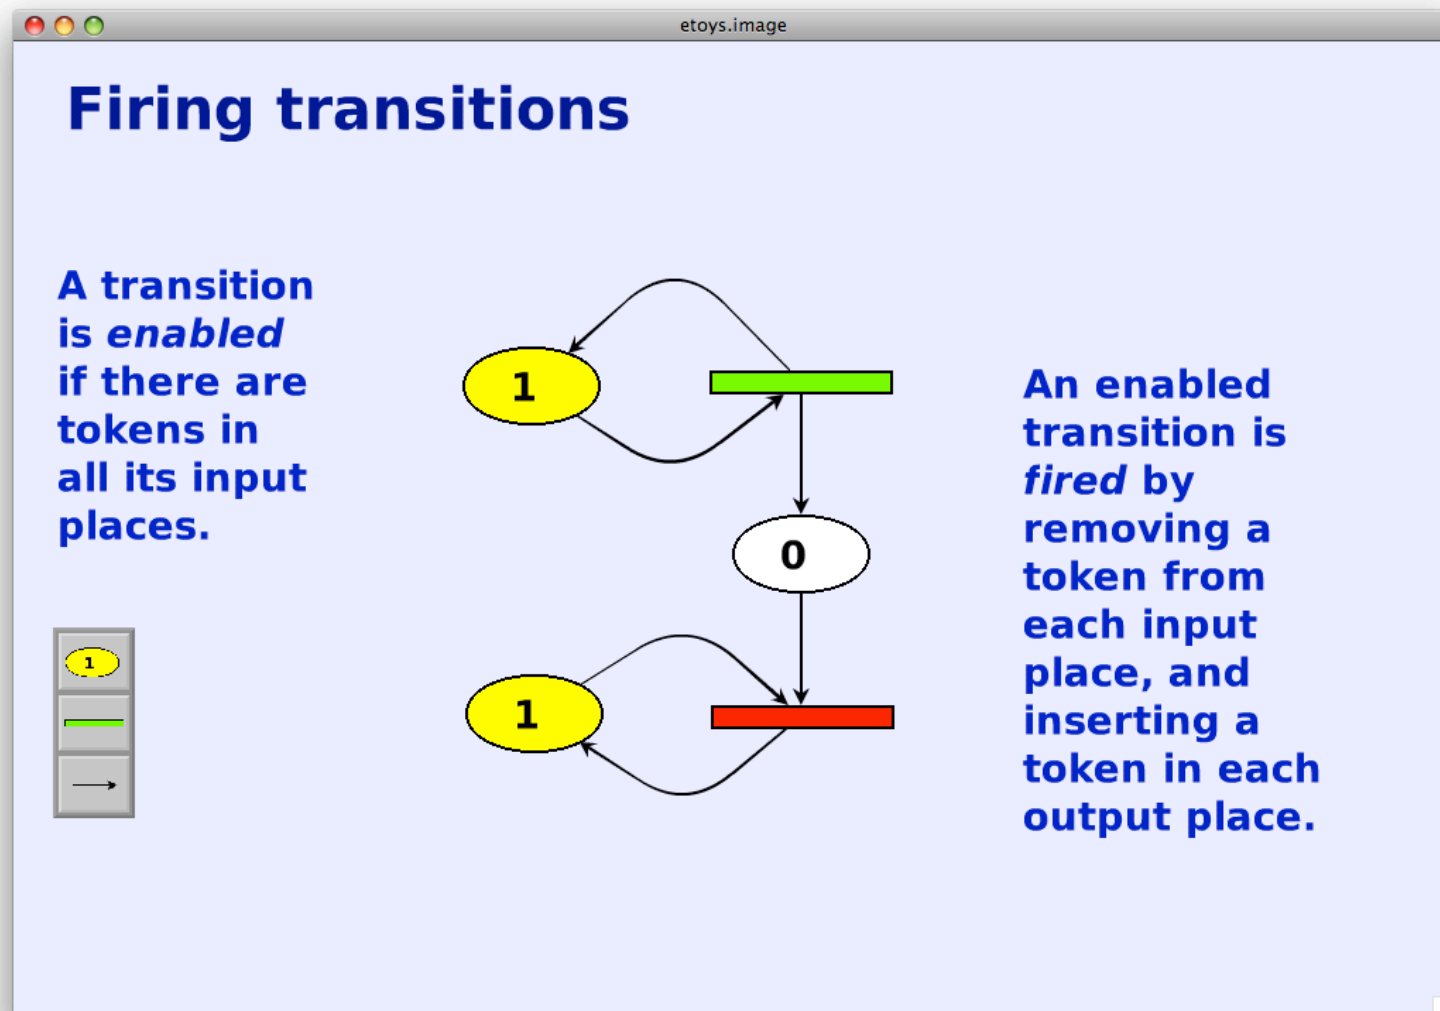 etoys.image
Firing transitions
A transition
is enabled
if there are
tokens in
all its input
places.
1
0
1
1
An enabled
transition is
fired by
removing a
token from
each input
place, and
inserting a
token in each
output place.